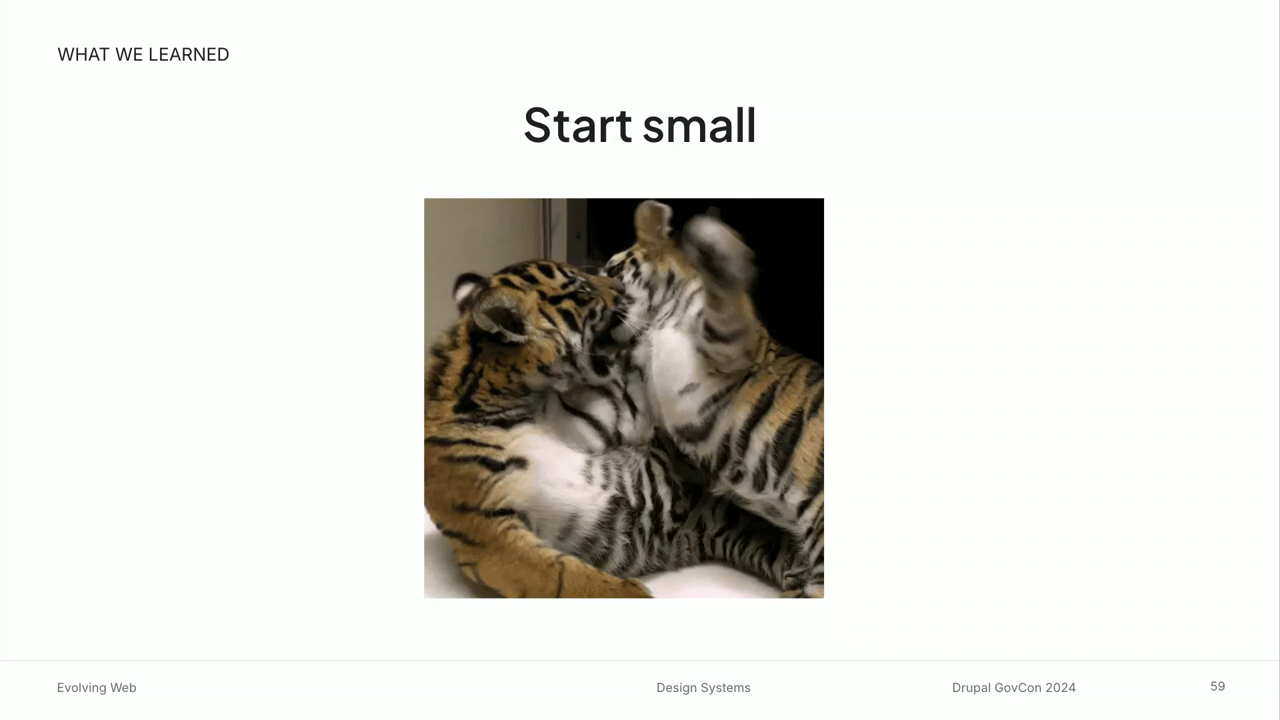 WHAT WE LEARNED
Start small
Evolving Web
Design Systems
Drupal GovCon 2024
59